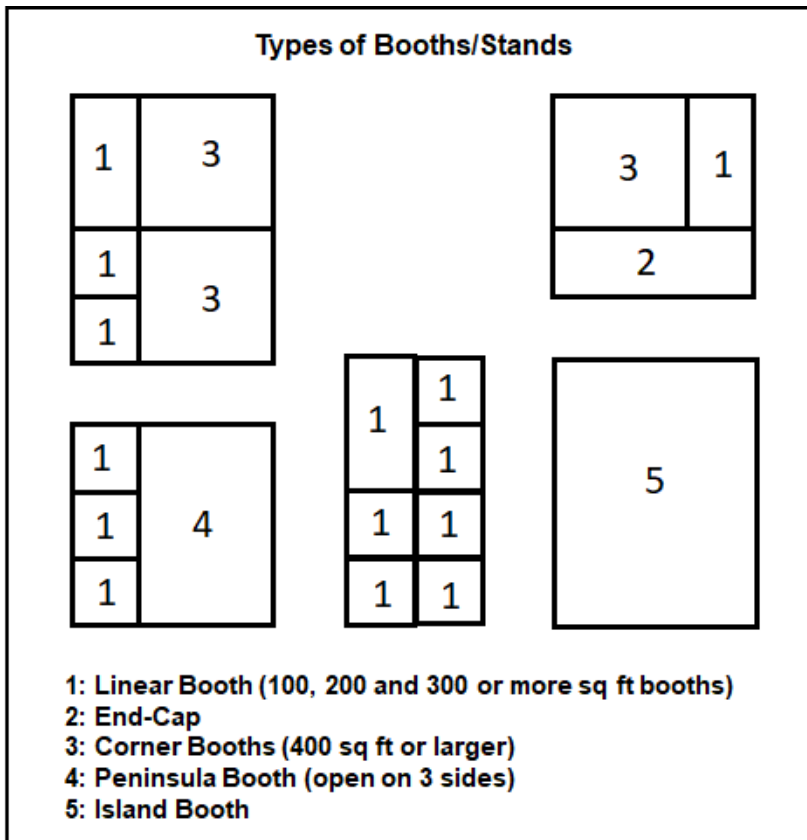 Types of Booths/Stands
1 3
1
3
1
3 1
2
1
1 4
1
1 1
1
1 1
1 1
5
1: Linear Booth (100, 200 and 300 or more sq ft booths)
2: End-Cap
3: Corner Booths (400 sq ft or larger)
4: Peninsula Booth (open on 3 sides)
5: Island Booth